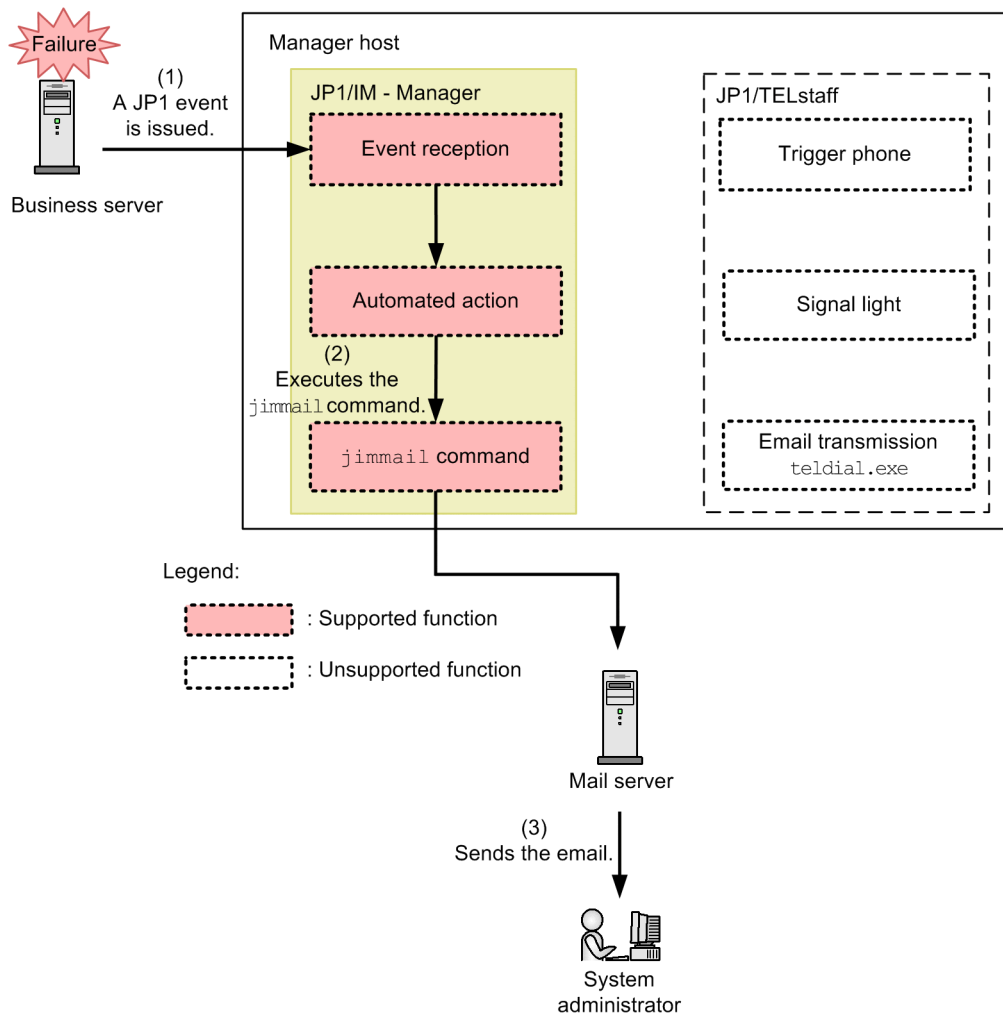 Failure
Manager host
(1)
A JP1 event
is issued.
Business server
JP1/IM - Manager
Event reception
Automated action
(2)
Executes the
jimmail command.
jimmail command
JP1/TELstaff
Trigger phone
Signal light
Email transmission
teldial.exe
Legend:
: Supported function
: Unsupported function
Mail server
(3)
Sends the email.
System
administrator